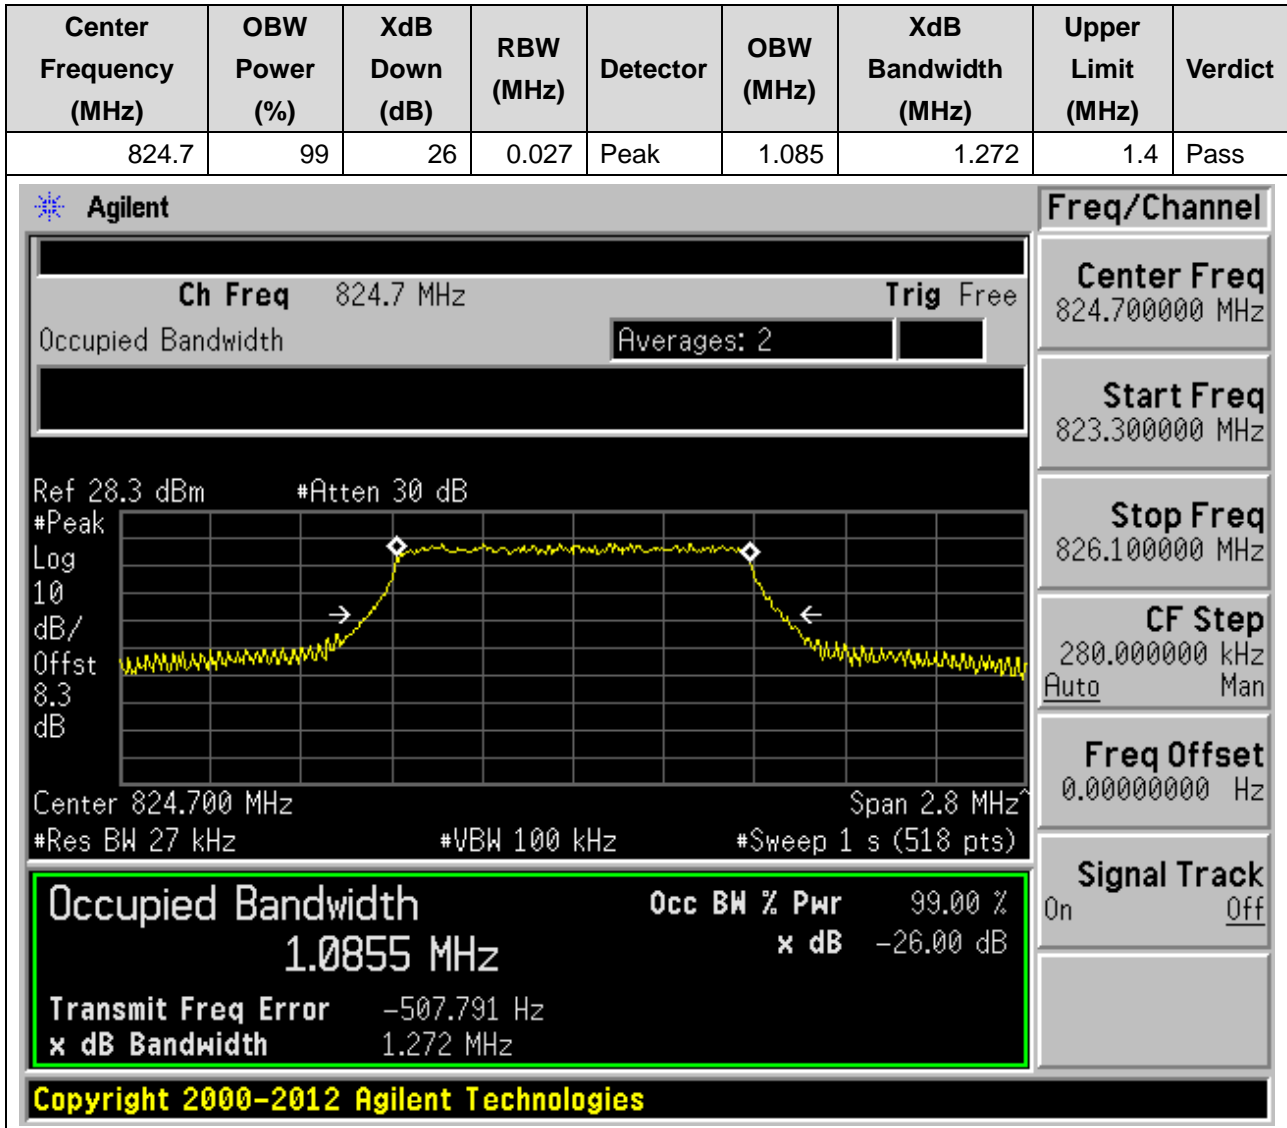 Center Frequency (MHz) OBW Power (%) XdB Down (dB) RBW (MHz) Detector OBW (MHz) XdB Bandwidth (MHz) Upper Limit (MHz) Verdict
824.7 99 26 0.027 Peak 1.085 1.272 1.4 Pass
Agilent
Freq/Channel
Ch Freq 824.7 MHz Trig Free
Occupied Bandwidth Averages: 2
Center Freq
824.700000 MHz
Start Freq
823.300000 MHz
Stop Freq
826.100000 MHz
CF Step
280.000000 kHz
Auto Man
Freq Offset
0.00000000 Hz
Signal Track
On Off
Ref 28.3 dBm #Atten 30 dB
#Peak
Log
10
dB/
Offst
8.3
dB
Center 824.700 MHz Span 2.8 MHz^
#Res BW 27 kHz #VBW 100 kHz #Sweep 1 s (518 pts)
Occupied Bandwidth Occ BW % Pwr 99.00 %
1.0855 MHz x dB -26.00 dB
Transmit Freq Error -507.791 Hz
x dB Bandwidth 1.272 MHz
Copyright 2000-2012 Agilent Technologies